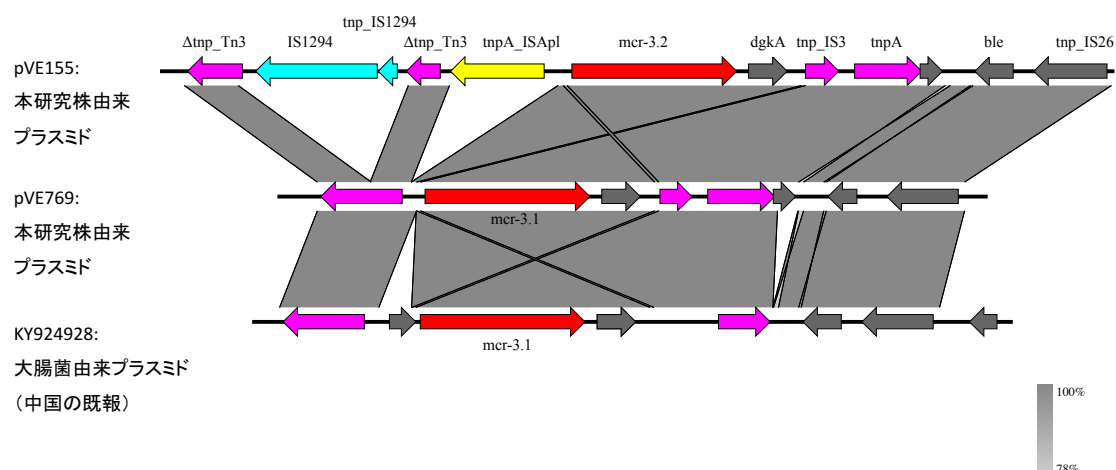 tnp_IS1294
Δtnp_Tn3 IS1294 Δtnp_Tn3 tnpA_ISApl mcr-3.2 dgkA tnp_IS3 tnpA ble tnp_IS26
pVE155:
本研究株由来
プラスミド
pVE769:
mcr-3.1
本研究株由来
プラスミド
KY924928:
mcr-3.1
大腸菌由来プラスミド
（中国の既報）
100%
78%